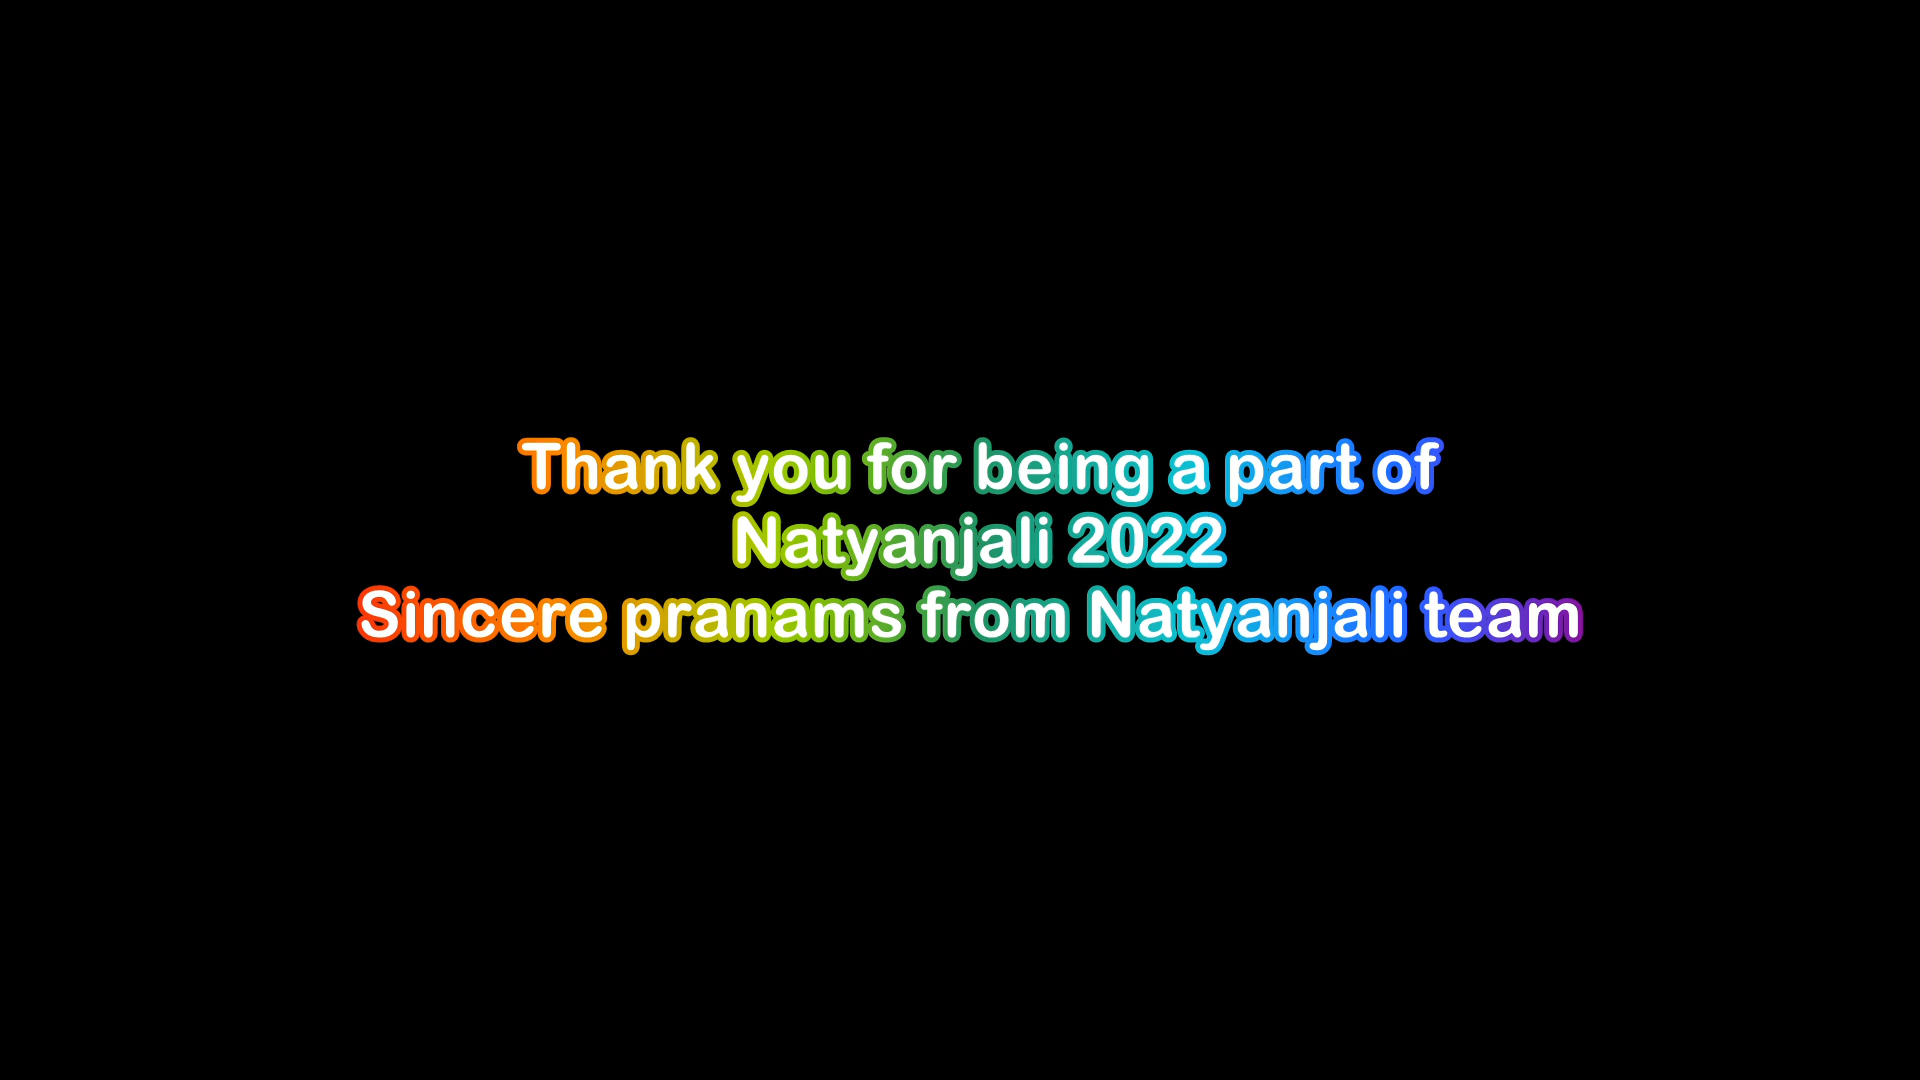 Thank you for being a part of
Natyanjali 2022
Sincere pranams from Natyanjali team